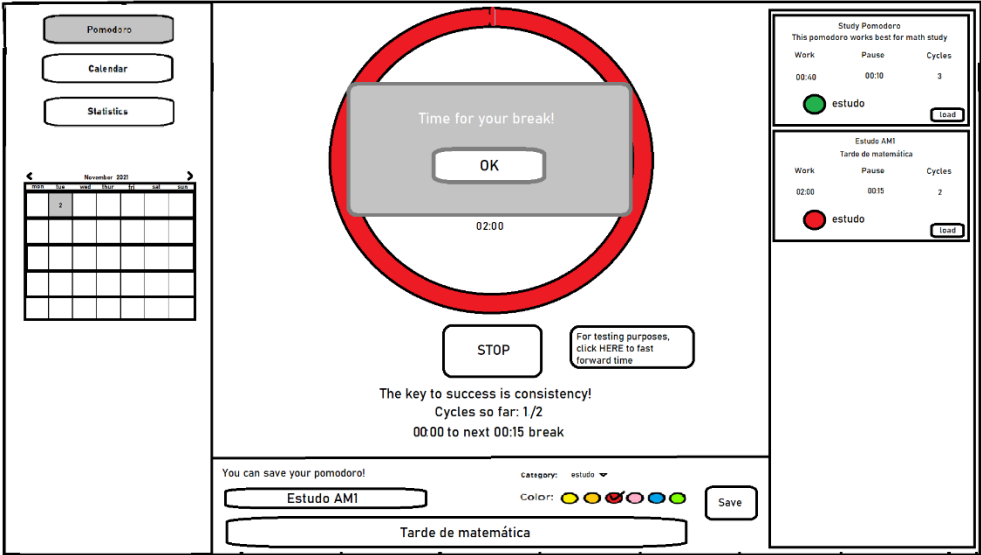 Pomodoro
Calendar
Statistics
November 2021
mon tue wed thur fri sat sun
2
Time for your break!
OK
02:00
STOP
For testing purposes,
click HERE to fast
forward time
The key to success is consistency!
Cycles so far: 1/2
00:00 to next 00:15 break
You can save your pomodoro!
Estudo AM1
Category: estudo
Color:
Save
Tarde de matemática
Study Pomodoro
This pomodoro works best for math study
Work Pause Cycles
00:40 00:10 3
estudo
load
Estudo AM1
Tarde de matemática
Work Pause Cycles
02:00 00:15 2
estudo
load